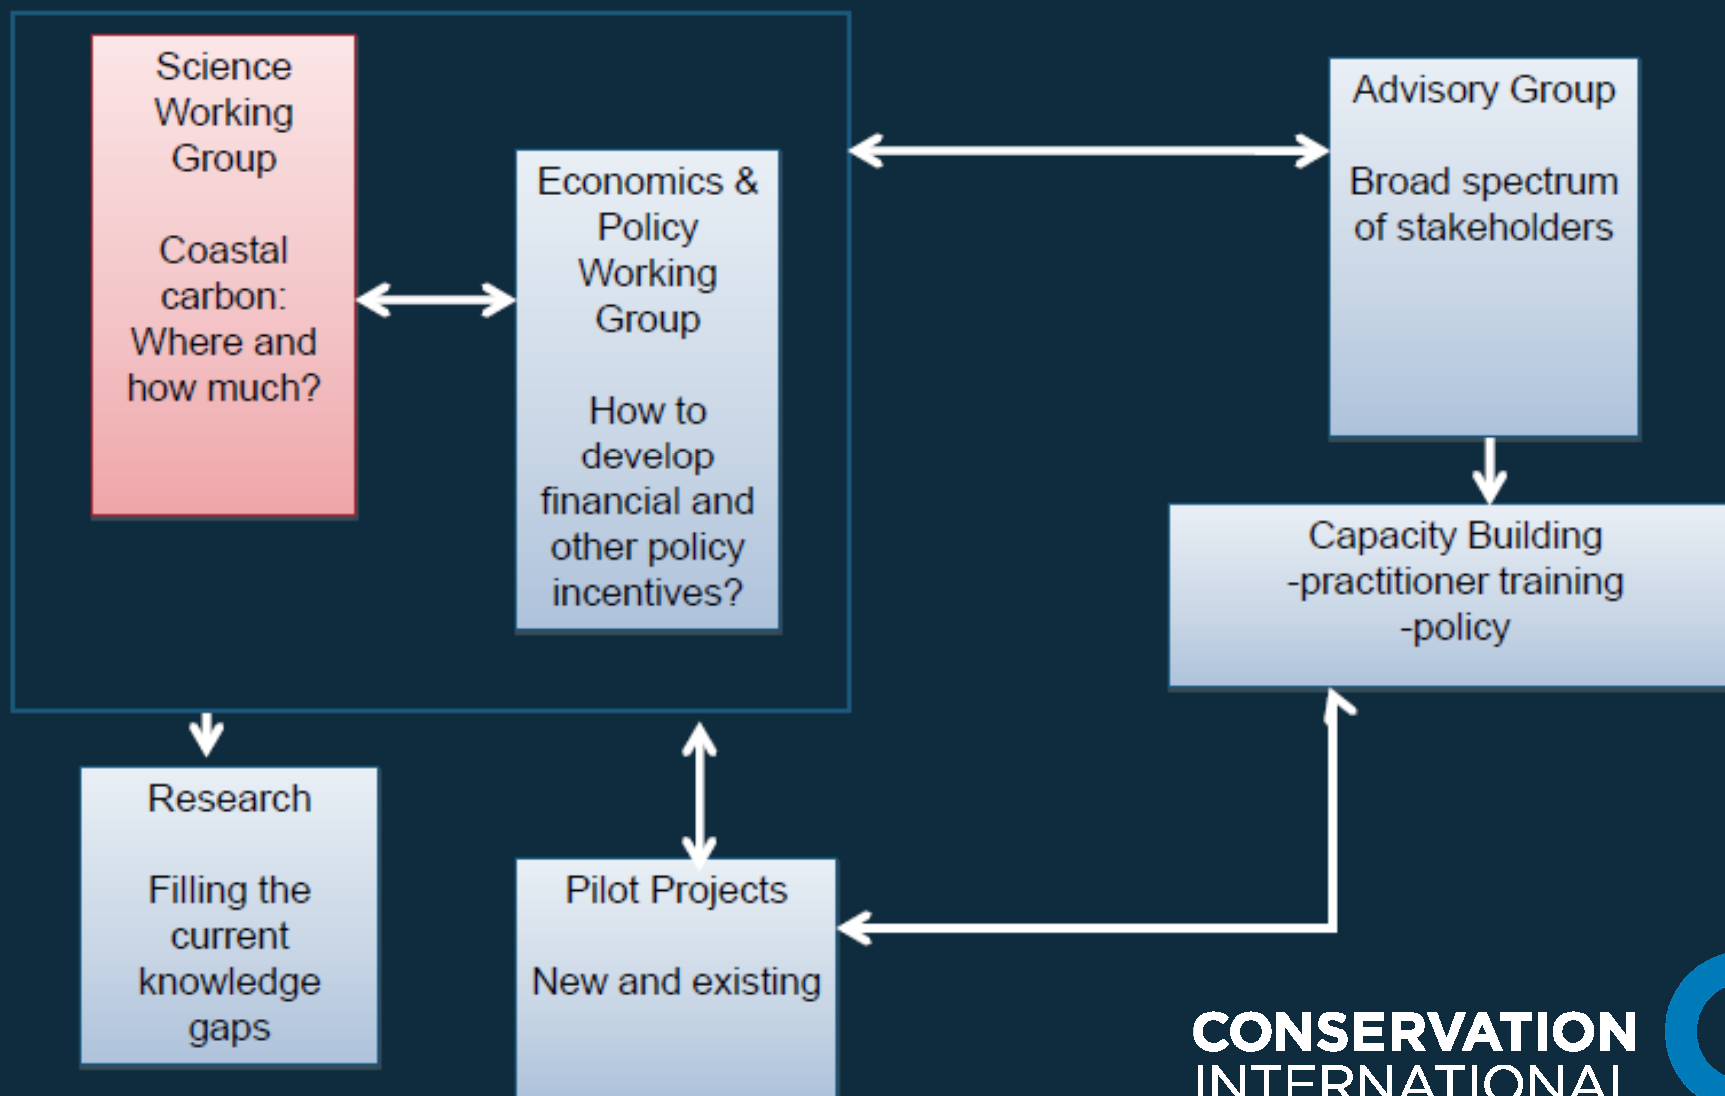 Science
Working
Group
Coastal
carbon:
Where and
how much?
Economics &
Policy
Working
Group
How to
develop
financial and
other policy
incentives?
Advisory Group
Broad spectrum
of stakeholders
Capacity Building
-practitioner training
-policy
Research
Filling the
current
knowledge
gaps
Pilot Projects
New and existing
CONSERVATION
INTERNATIONAL